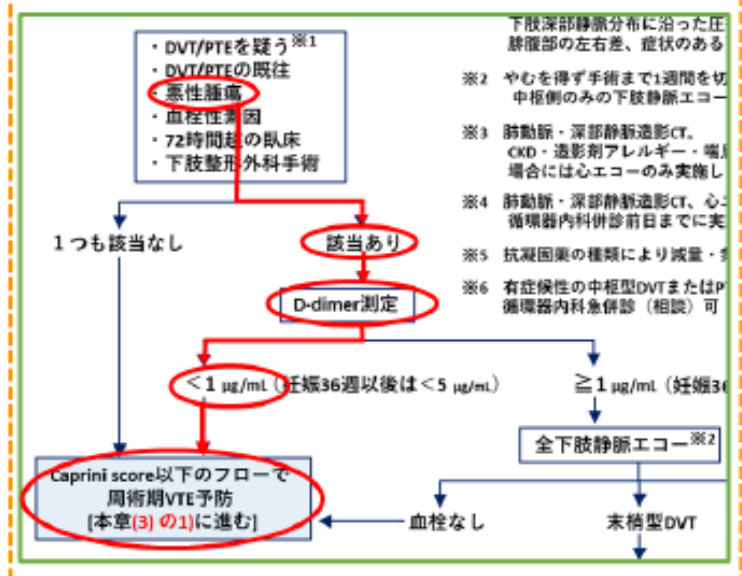 ・DVT/PTEを疑う※1
・DVT/PTEの既往
・悪性腫瘍
・血栓性素因
・72時間超の臥床
・下肢整形外科手術
１つも該当なし
該当あり
D-dimer測定
＜1 μg/mL（妊娠36週以後は＜5 μg/mL）
≧1 μg/mL（妊娠36
全下肢静脈エコー※2
Caprini score以下のフローで
周術期VTE予防
[本章(3) の1)に進む]
血栓なし
末梢型DVT
下肢深部静脈分布に沿った圧
腓腹部の左右差、症状のある
※2 やむを得ず手術まで1週間を切
中枢側のみの下肢静脈エコー
※3 肺動脈・深部静脈造影CT。
CKD・造影剤アレルギー・喘
場合には心エコーのみ実施し
※4 肺動脈・深部静脈造影CT、心
循環器内科併診前日までに実
※5 抗凝固薬の種類により減量・
※6 有症候性の中枢型DVTまたはP
循環器内科急併診（相談）可